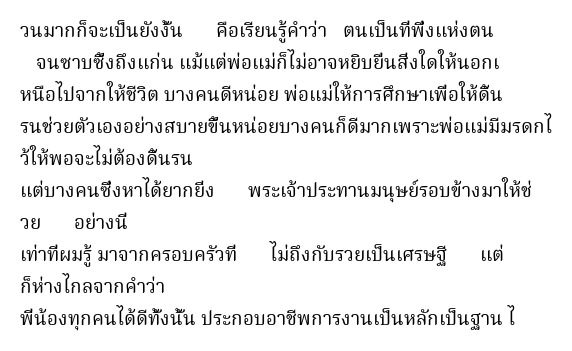 วนมากก็จะเป็นยังงั้น คือเรียนรู้คำว่า ตนเป็นที่พึ่งแห่งตน
จนซาบซึ้งถึงแก่น แม้แต่พ่อแม่ก็ไม่อาจหยิบยื่นสิ่งใดให้นอกเ
หนือไปจากให้ชีวิต บางคนดีหน่อย พ่อแม่ให้การศึกษาเพื่อให้ดิ้น
รนช่วยตัวเองอย่างสบายขึ้นหน่อยบางคนก็ดีมากเพราะพ่อแม่มีมรดกไ
ว้ให้พอจะไม่ต้องดิ้นรน
แต่บางคนซึ่งหาได้ยากยิ่ง พระเจ้าประทานมนุษย์รอบข้างมาให้ช่
วย อย่างนี้
เท่าที่ผมรู้ มาจากครอบครัวที่ ไม่ถึงกับรวยเป็นเศรษฐี แต่
ก็ห่างไกลจากคำว่า
พี่น้องทุกคนได้ดีทั้งนั้น ประกอบอาชีพการงานเป็นหลักเป็นฐาน ไ